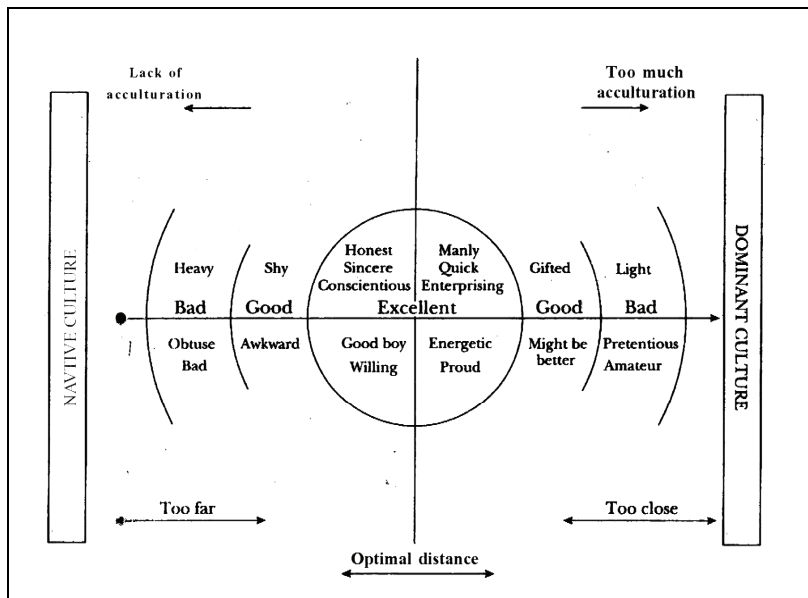 Lack of
acculturation
Too much
acculturation
NAVTIVE CULTURE
DOMINANT CULTURE
Heavy
Shy
Honest
Sincere
Conscientious
Manly
Quick
Enterprising
Gifted
Light
Bad
Good
Excellent
Good
Bad
Obtuse
Bad
Awkward
Good boy
Willing
Energetic
Proud
Might be
better
Pretentious
Amateur
Too far
Too close
Optimal distance